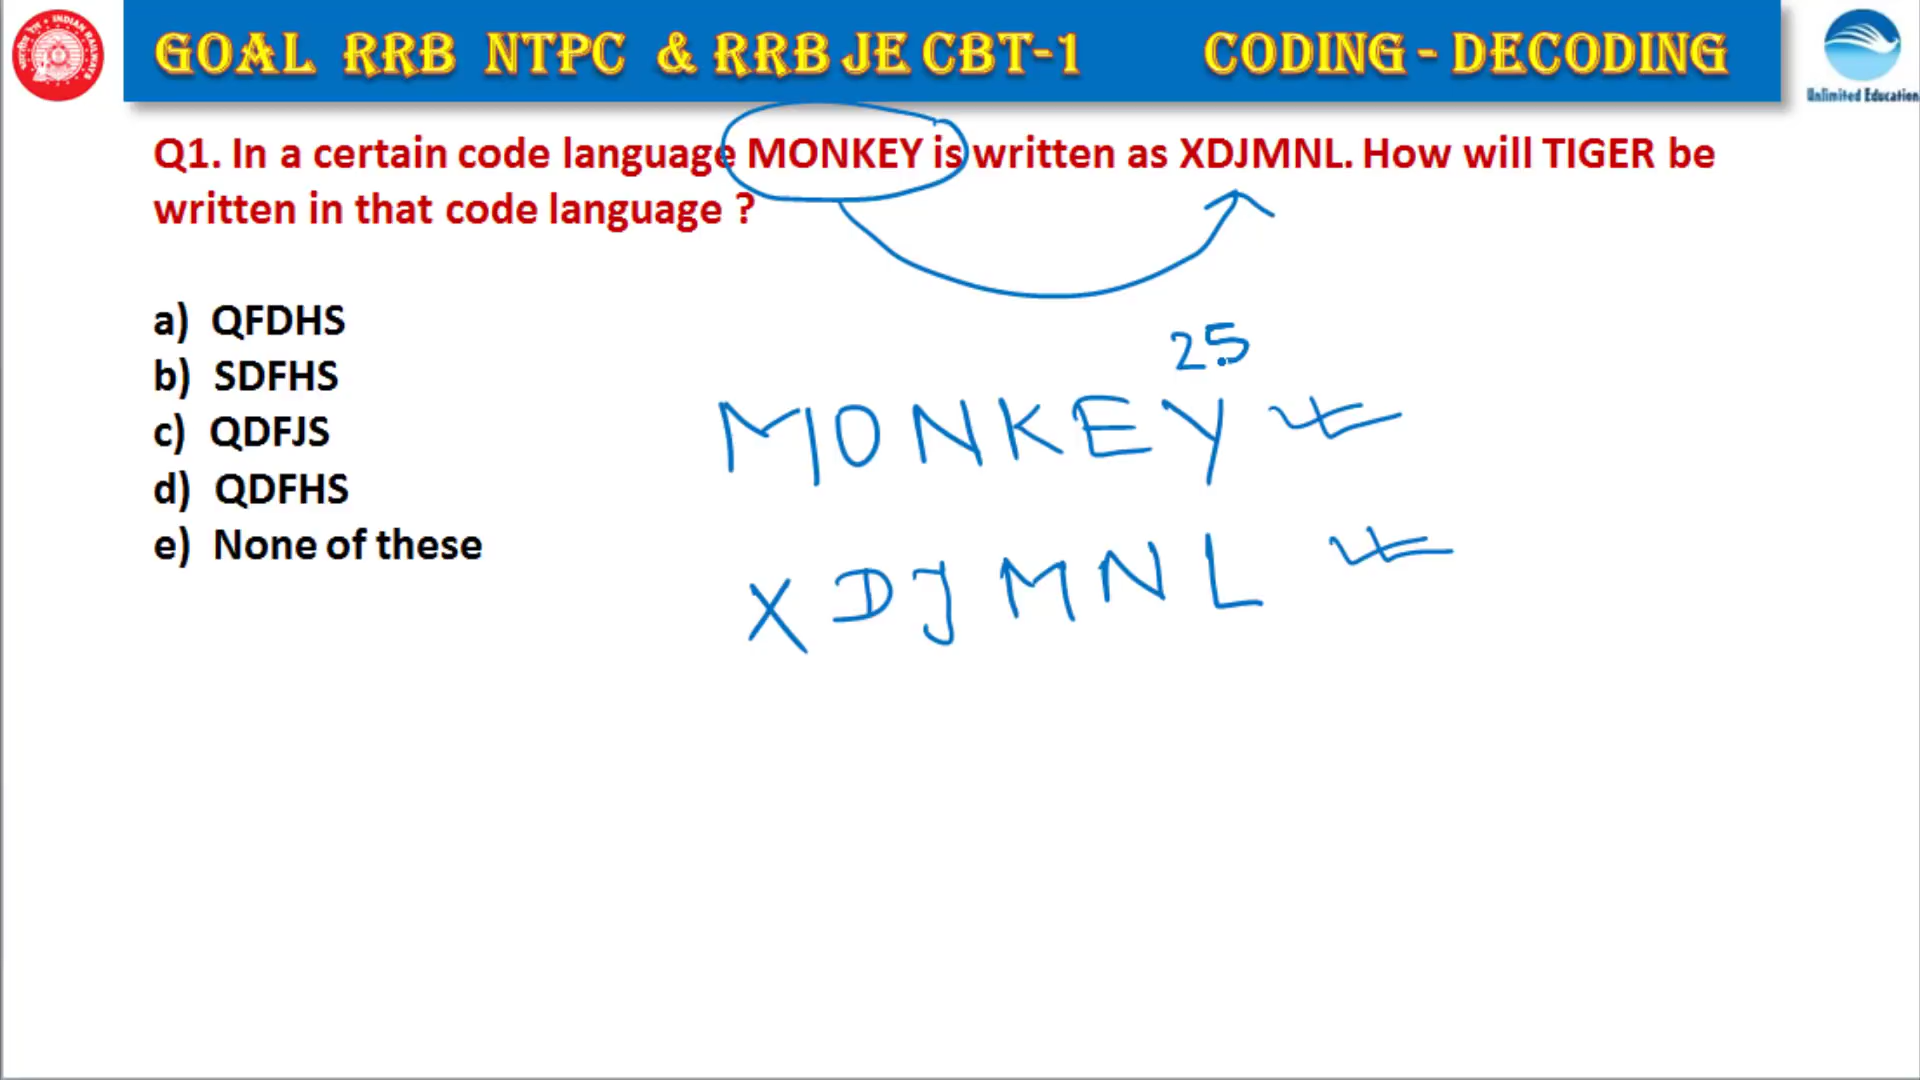 GOAL RRB NTPC & RRB JE CBT-1 CODING - DECODING
Unlimited Education
Q1. In a certain code language MONKEY is written as XDJMNL. How will TIGER be
written in that code language ?
a) QFDHS
b) SDFHS
c) QDFJS
d) QDFHS
e) None of these
25
MONKEY
XDJMNL